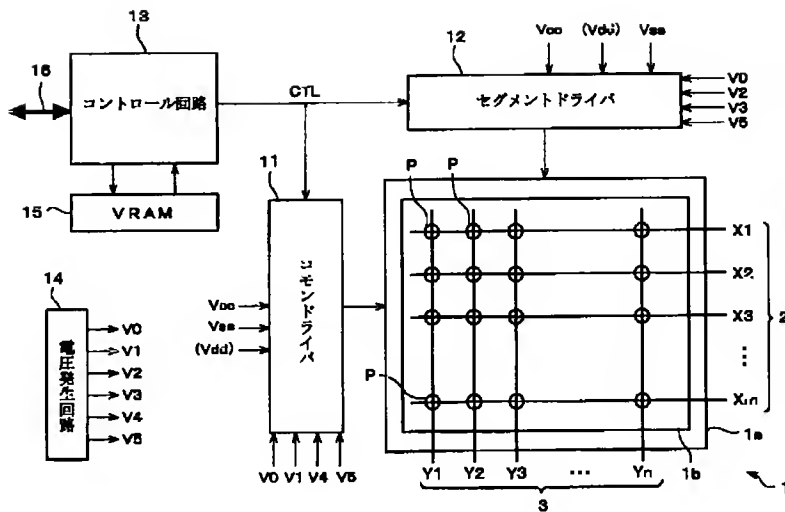 13
12
Vcc
(Vdd)
Vss
16
コントロール回路
CTL
セグメントドライバ
V0
V2
V3
V5
11
P
P
15
VRAM
X1
X2
X3
⋮
Xm
2
コモンドライバ
Vcc
Vss
(Vdd)
P
14
電圧発生回路
V0
V1
V2
V3
V4
V5
V0
V1
V4
V5
Y1
Y2
Y3
…
Yn
3
1b
1a
1